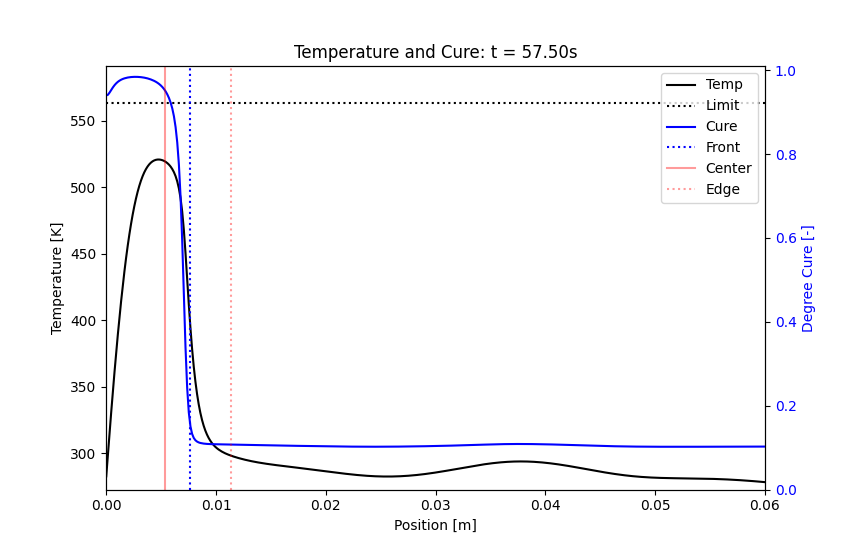 Temperature and Cure: t = 57.50s
Temp
Limit
Cure
Front
Center
Edge
Temperature [K]
550
500
450
400
350
300
Degree Cure [-]
1.0
0.8
0.6
0.4
0.2
0.0
0.00 0.01 0.02 0.03 0.04 0.05 0.06
Position [m]